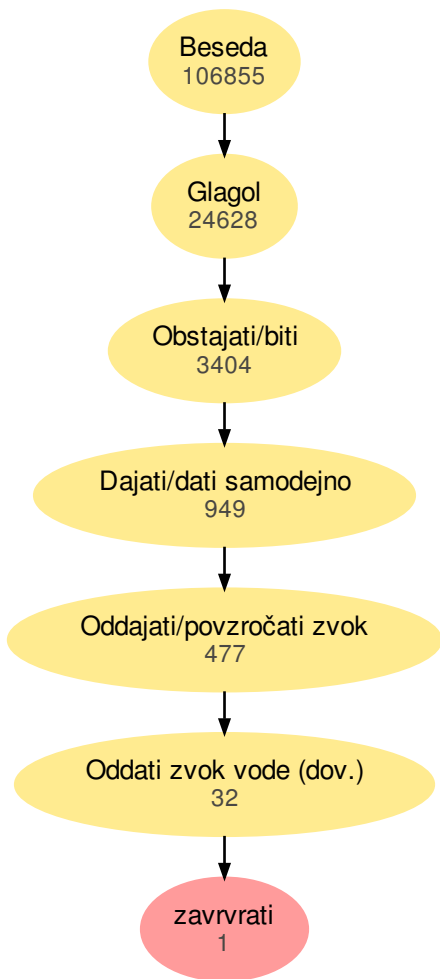 Beseda
106855
Glagol
24628
Obstajati/biti
3404
Dajati/dati samodejno
949
Oddajati/povzročati zvok
477
Oddati zvok vode (dov.)
32
zavrvrati
1